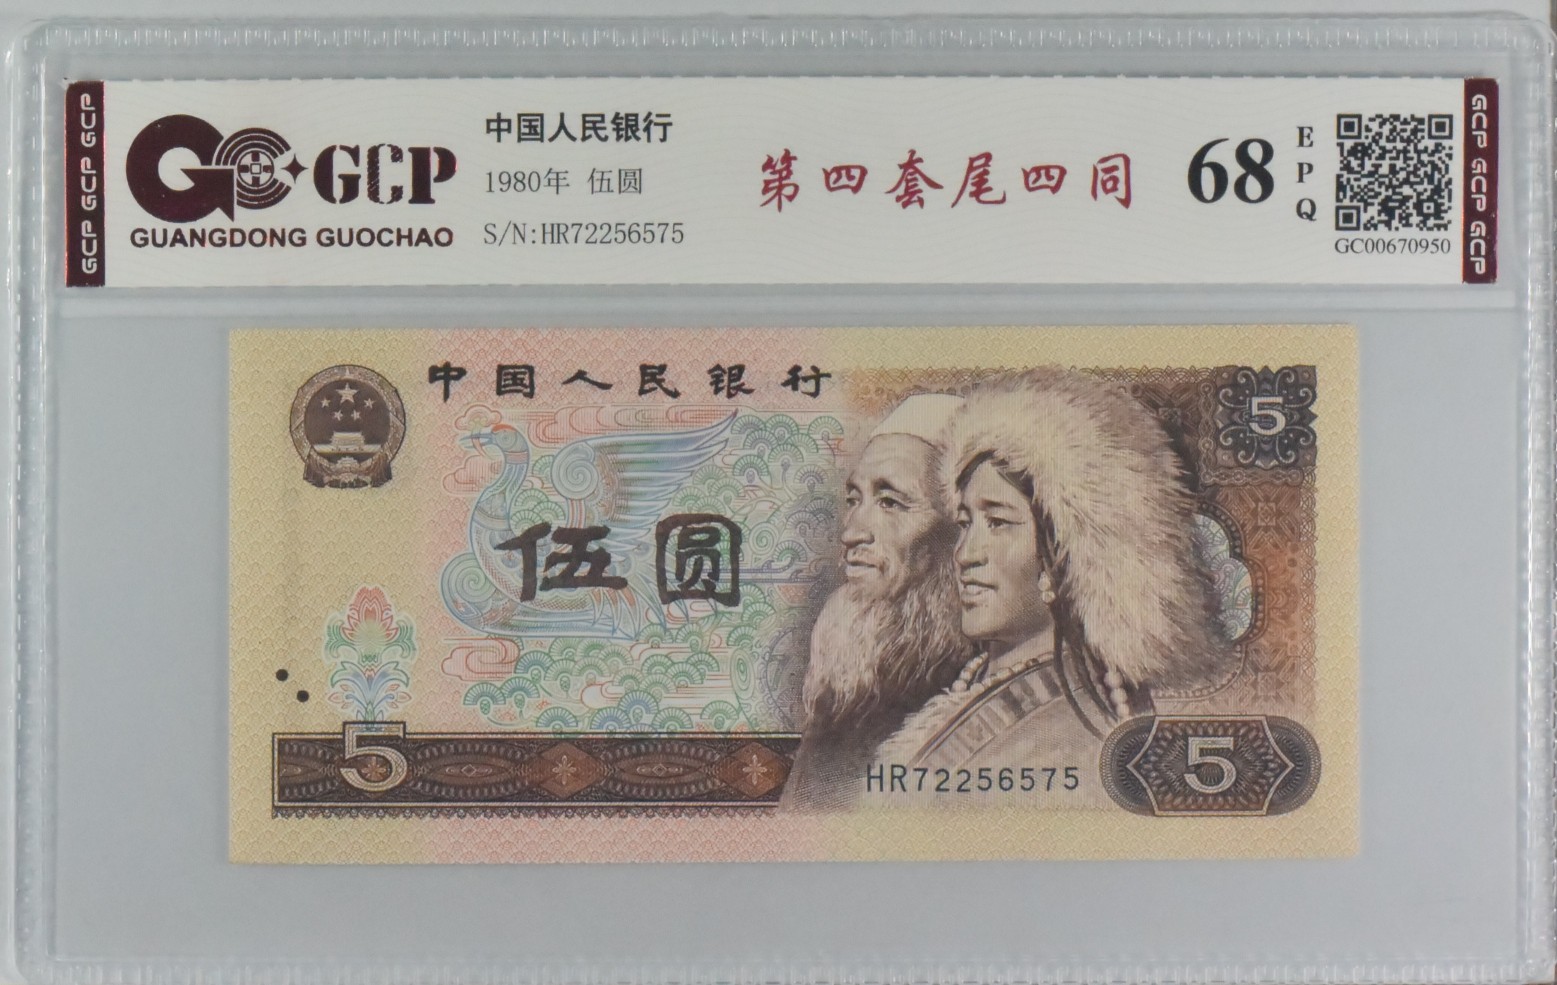 GCP GCP GCP
GCP
GUANGDONG GUOCHAO
中国人民银行
1980年 伍圆
S/N:HR72256575
第四套尾四同
68
E
P
Q
GC00670950
GCP GCP GCP
中国人民银行
5
伍圆
5
HR72256575
5